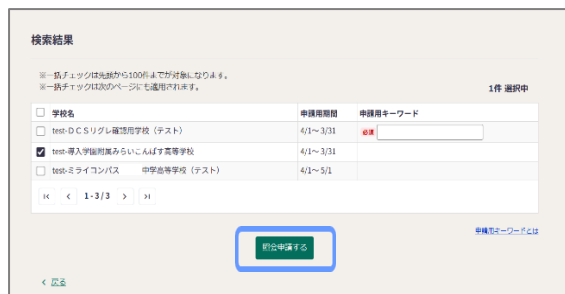 検索結果
※一括チェックは先頭から100件までが対象になります。
※一括チェックは次のページにも適用されます。
1件 選択中
学校名 申請用期間 申請用キーワード
test-ＤＣＳリグレ確認用学校（テスト） 4/1～3/31 必須
test-導入学園附属みらいこんぱす高等学校 4/1～3/31
test-ミライコンパス 中学高等学校（テスト） 4/1～5/1
1-3/3
照会申請する
申請用キーワードとは
戻る